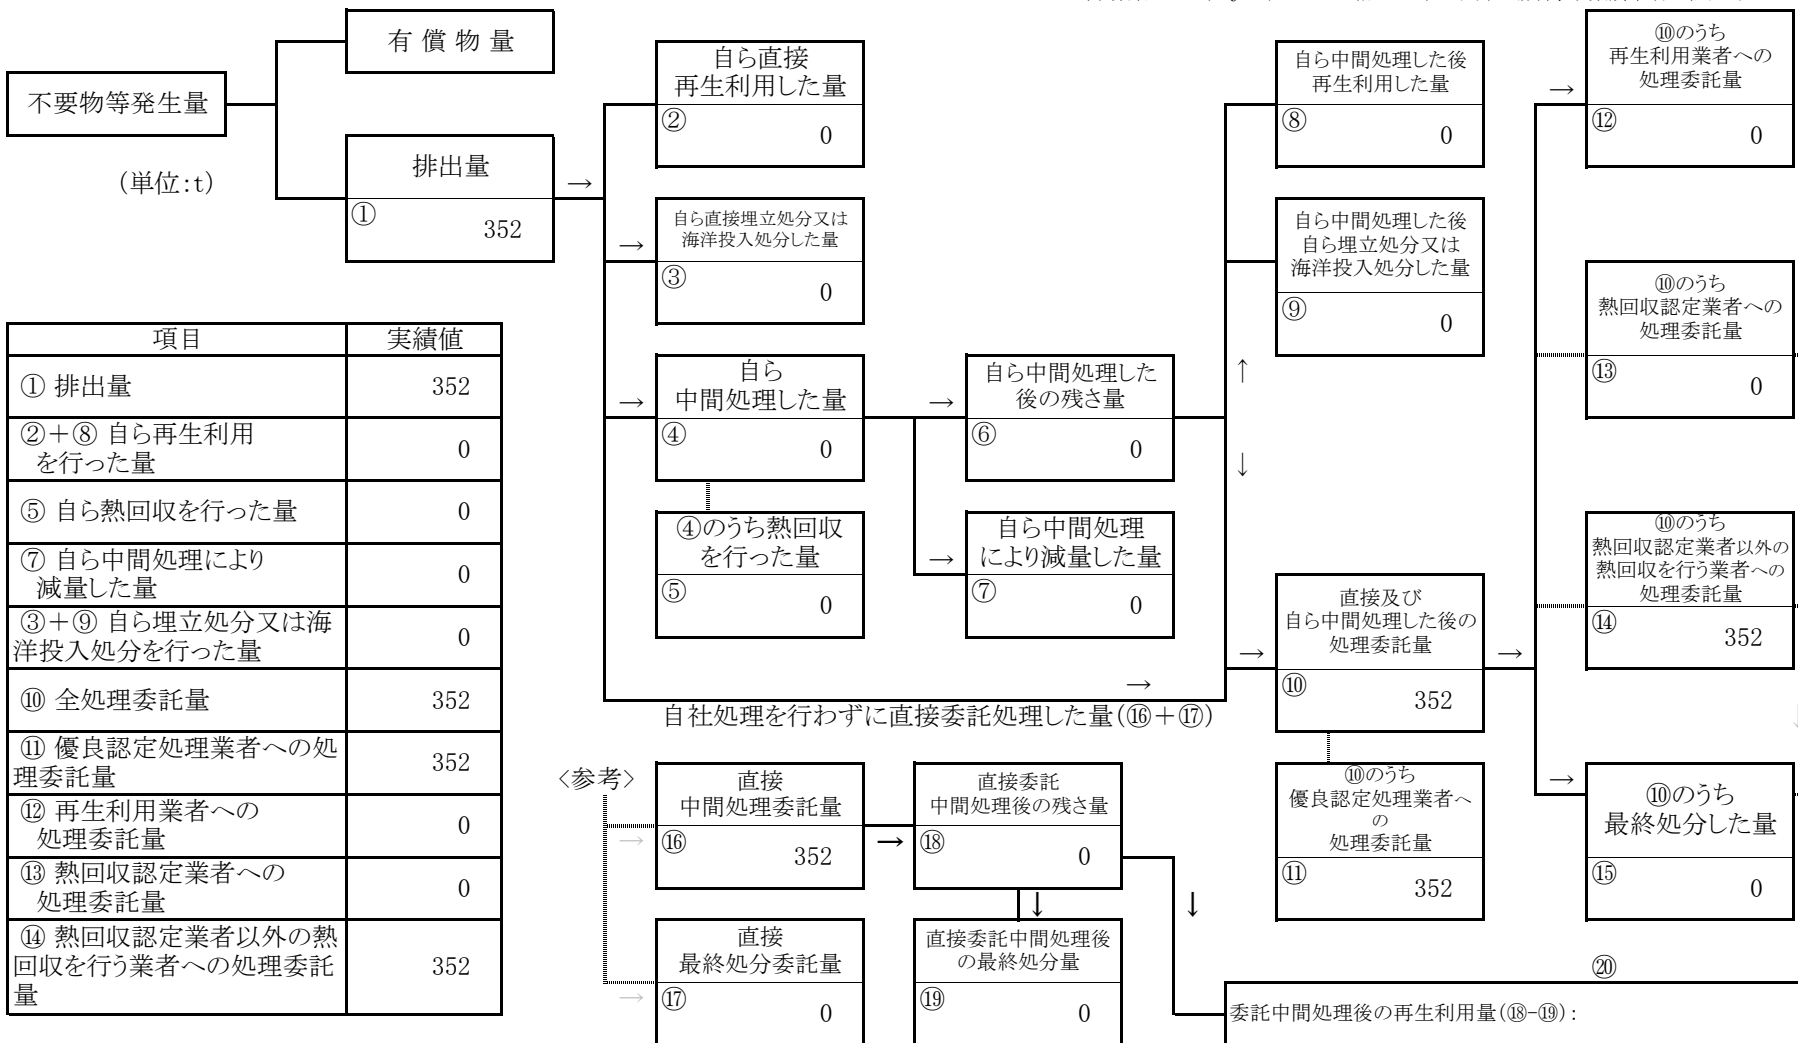 有償物量
不要物等発生量
(単位:t)
排出量
①
352
→
自ら直接
再生利用した量
②
0
→
自ら直接埋立処分又は
海洋投入処分した量
③
0
→
自ら
中間処理した量
④
0
④のうち熱回収
を行った量
⑤
0
→
自ら中間処理した
後の残さ量
⑥
0
→
自ら中間処理
により減量した量
⑦
0
自ら中間処理した後
再生利用した量
⑧
0
自ら中間処理した後
自ら埋立処分又は
海洋投入処分した量
⑨
0
↑
↓
→
自社処理を行わずに直接委託処理した量(⑯+⑰)
→
直接及び
自ら中間処理した後の
処理委託量
⑩
352
⑩のうち
優良認定処理業者へ
の
処理委託量
⑪
352
→
→
⑩のうち
再生利用業者への
処理委託量
⑫
0
⑩のうち
熱回収認定業者への
処理委託量
⑬
0
⑩のうち
熱回収認定業者以外の
熱回収を行う業者への
処理委託量
⑭
352
→
⑩のうち
最終処分した量
⑮
0
項目 実績値
① 排出量 352
②+⑧ 自ら再生利用
を行った量 0
⑤ 自ら熱回収を行った量 0
⑦ 自ら中間処理により
減量した量 0
③+⑨ 自ら埋立処分又は海
洋投入処分を行った量 0
⑩ 全処理委託量 352
⑪ 優良認定処理業者への処
理委託量 352
⑫ 再生利用業者への
処理委託量 0
⑬ 熱回収認定業者への
処理委託量 0
⑭ 熱回収認定業者以外の熱
回収を行う業者への処理委託
量 352
〈参考〉
→
直接
中間処理委託量
⑯
352
→
直接委託
中間処理後の残さ量
⑱
0
↓
↓
→
直接
最終処分委託量
⑰
0
直接委託中間処理後
の最終処分量
⑲
0
⑳
委託中間処理後の再生利用量(⑱-⑲):